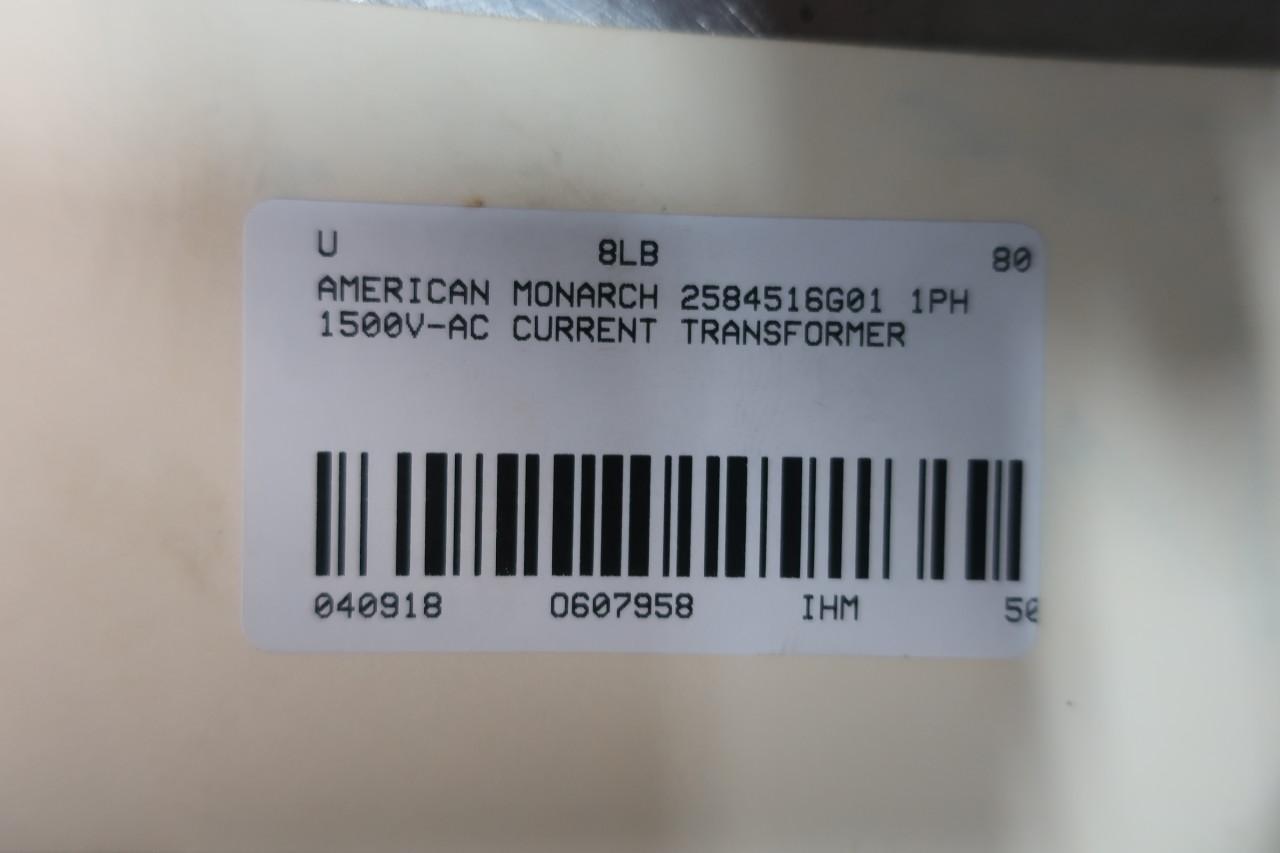 U 8LB 80
AMERICAN MONARCH 2584516G01 1PH
1500V-AC CURRENT TRANSFORMER
040918 0607958 IHM